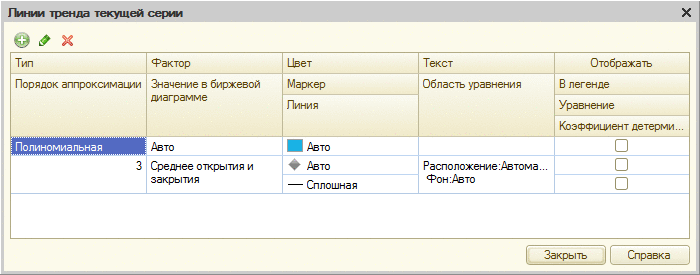 Линии тренда текущей серии
Тип
Фактор
Цвет
Текст
Отображать
Порядок аппроксимации
Значение в биржевой
диаграмме
Маркер
Область уравнения
В легенде
Линия
Уравнение
Коэффициент детерми...
Полиномиальная
Авто
Авто
3
Среднее открытия и
закрытия
Авто
Расположение:Автома...
Фон:Авто
Сплошная
Закрыть
Справка